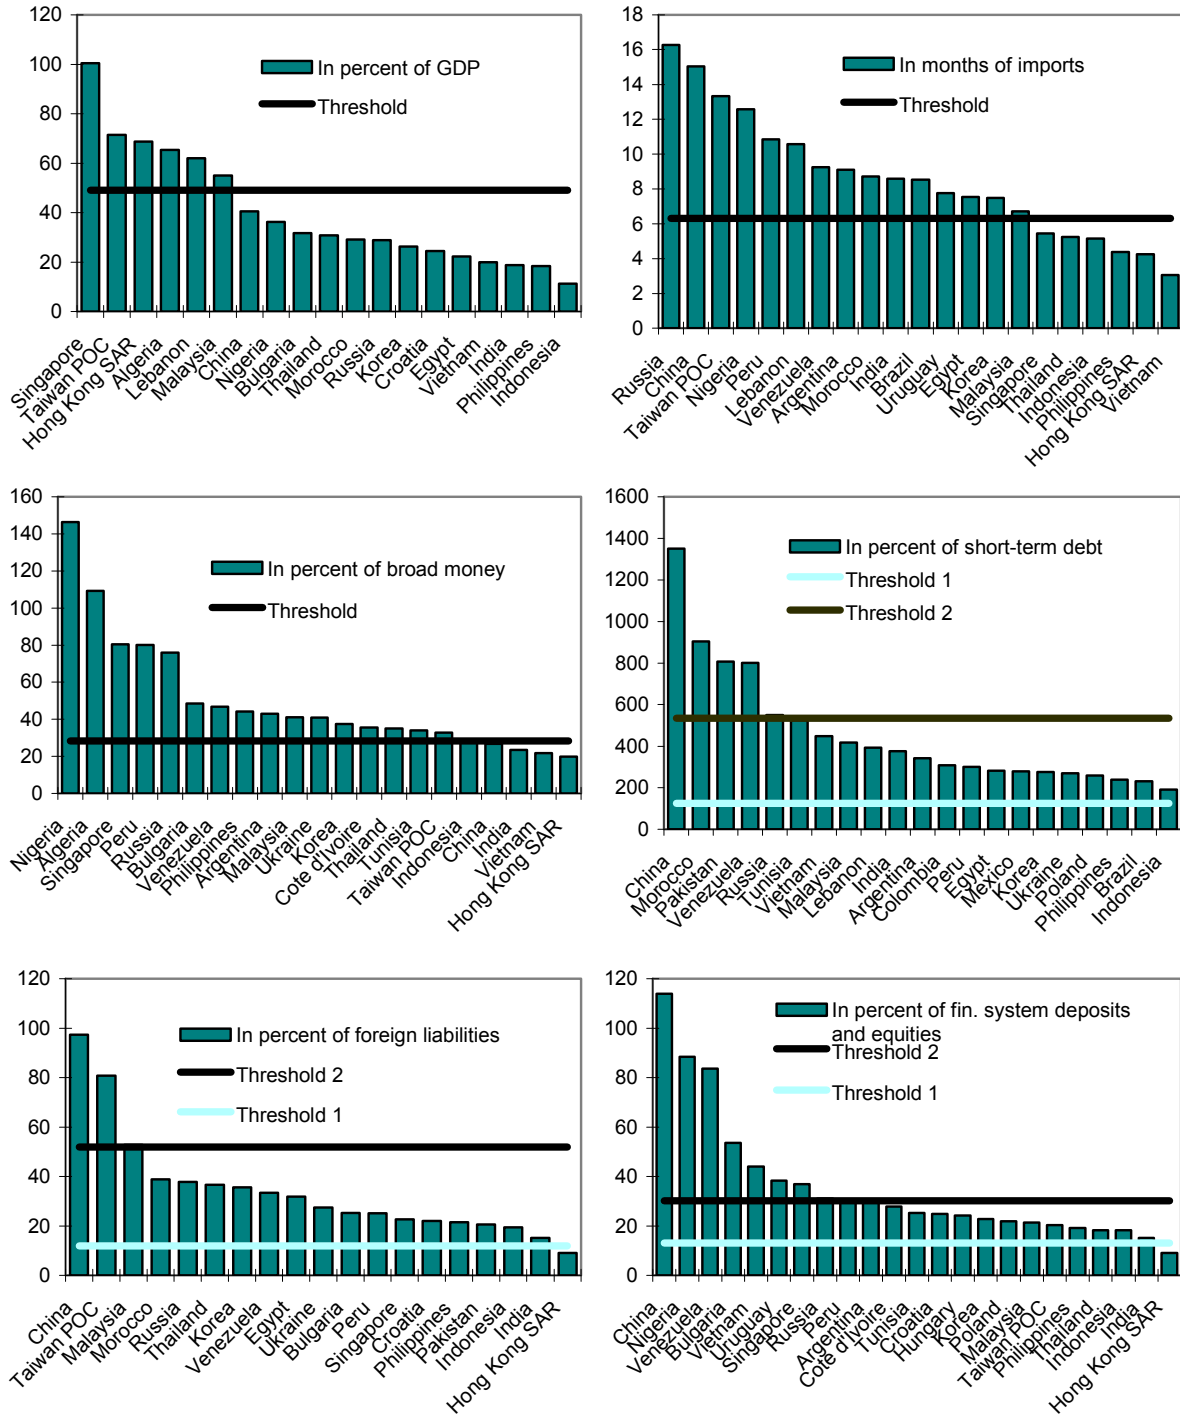 120
100
80
60
40
20
0
In percent of GDP
Threshold
Singapore
Taiwan POC
Hong Kong SAR
Algeria
Lebanon
Malaysia
China
Nigeria
Bulgaria
Thailand
Morocco
Russia
Korea
Croatia
Egypt
Vietnam
India
Philippines
Indonesia
18
16
14
12
10
8
6
4
2
0
In months of imports
Threshold
Russia
China
Taiwan POC
Nigeria
Peru
Lebanon
Venezuela
Argentina
Morocco
India
Brazil
Uruguay
Egypt
Korea
Malaysia
Singapore
Thailand
Indonesia
Philippines
Hong Kong SAR
Vietnam
160
140
120
100
80
60
40
20
0
In percent of broad money
Threshold
Nigeria
Algeria
Singapore
Peru
Russia
Bulgaria
Venezuela
Philippines
Argentina
Malaysia
Ukraine
Korea
Cote d'Ivoire
Thailand
Tunisia
Taiwan POC
Indonesia
China
India
Vietnam
Hong Kong SAR
1600
1400
1200
1000
800
600
400
200
0
In percent of short-term debt
Threshold 1
Threshold 2
China
Morocco
Pakistan
Venezuela
Russia
Tunisia
Vietnam
Malaysia
Lebanon
India
Argentina
Colombia
Peru
Egypt
Mexico
Korea
Ukraine
Poland
Philippines
Brazil
Indonesia
120
100
80
60
40
20
0
In percent of foreign liabilities
Threshold 2
Threshold 1
China
Taiwan POC
Malaysia
Morocco
Russia
Thailand
Korea
Venezuela
Egypt
Ukraine
Bulgaria
Peru
Singapore
Croatia
Philippines
Pakistan
Indonesia
India
Hong Kong SAR
120
100
80
60
40
20
0
In percent of fin. system deposits
and equities
Threshold 2
Threshold 1
China
Nigeria
Venezuela
Bulgaria
Vietnam
Uruguay
Singapore
Russia
Peru
Argentina
Cote d'Ivoire
Tunisia
Croatia
Hungary
Korea
Poland
Malaysia
Taiwan POC
Philippines
Thailand
Indonesia
India
Hong Kong SAR